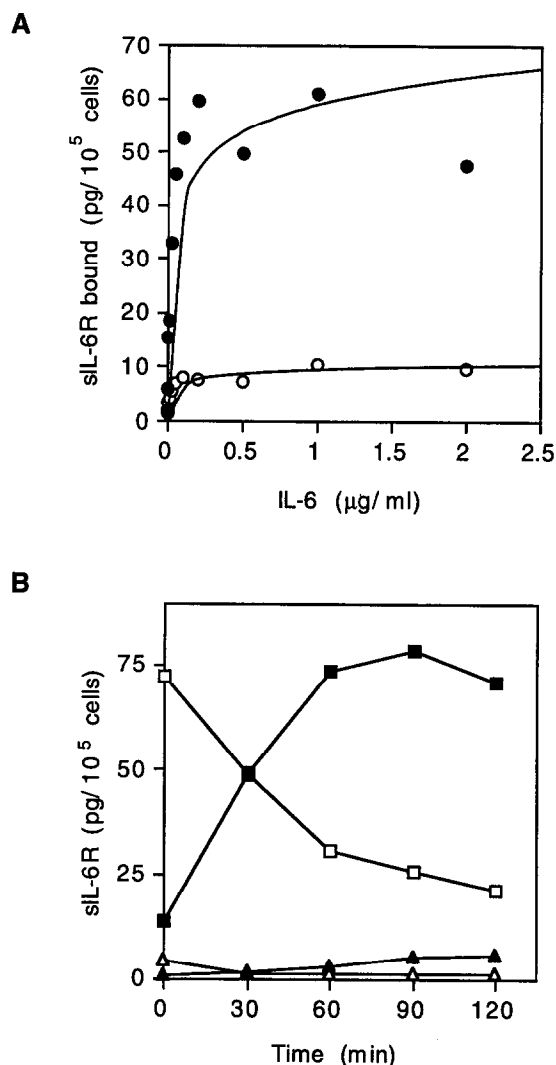 A
70
60
50
40
30
20
10
0
sIL-6R bound (pg/10⁵ cells)
0 0.5 1 1.5 2 2.5
IL-6 (µg/ml)
B
75
50
25
0
sIL-6R (pg/10⁵ cells)
0 30 60 90 120
Time (min)